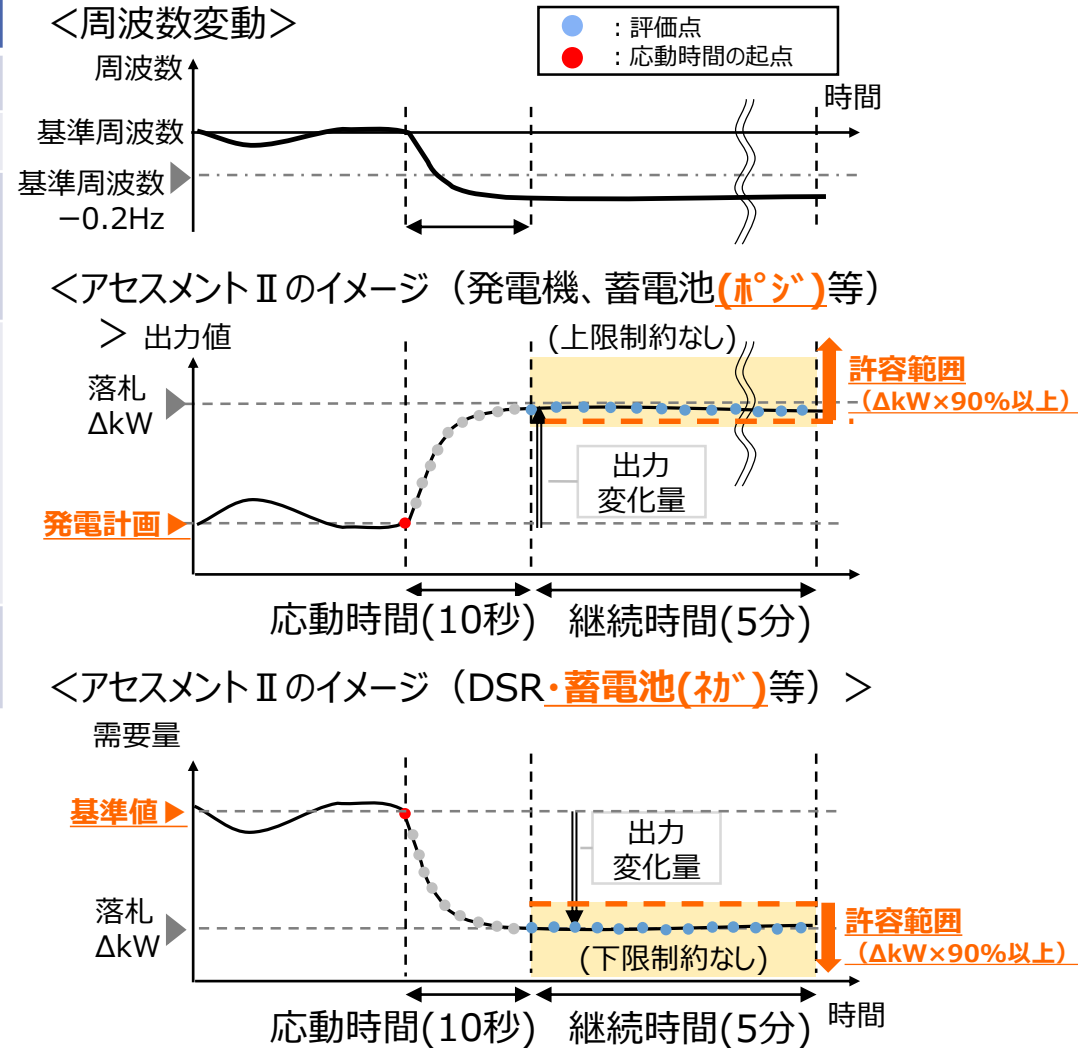 ＜周波数変動＞
：評価点
：応動時間の起点
周波数
時間
基準周波数
基準周波数
－0.2Hz
＜アセスメントⅡのイメージ（発電機、蓄電池(ﾎﾟｼﾞ)等）
＞
出力値
(上限制約なし)
落札
ΔkW
許容範囲
（ΔkW×90%以上）
出力
変化量
発電計画
応動時間(10秒)
継続時間(5分)
＜アセスメントⅡのイメージ（DSR・蓄電池(ﾈｶﾞ)等）＞
需要量
基準値
出力
変化量
落札
ΔkW
許容範囲
（ΔkW×90%以上）
(下限制約なし)
応動時間(10秒)
継続時間(5分)
時間